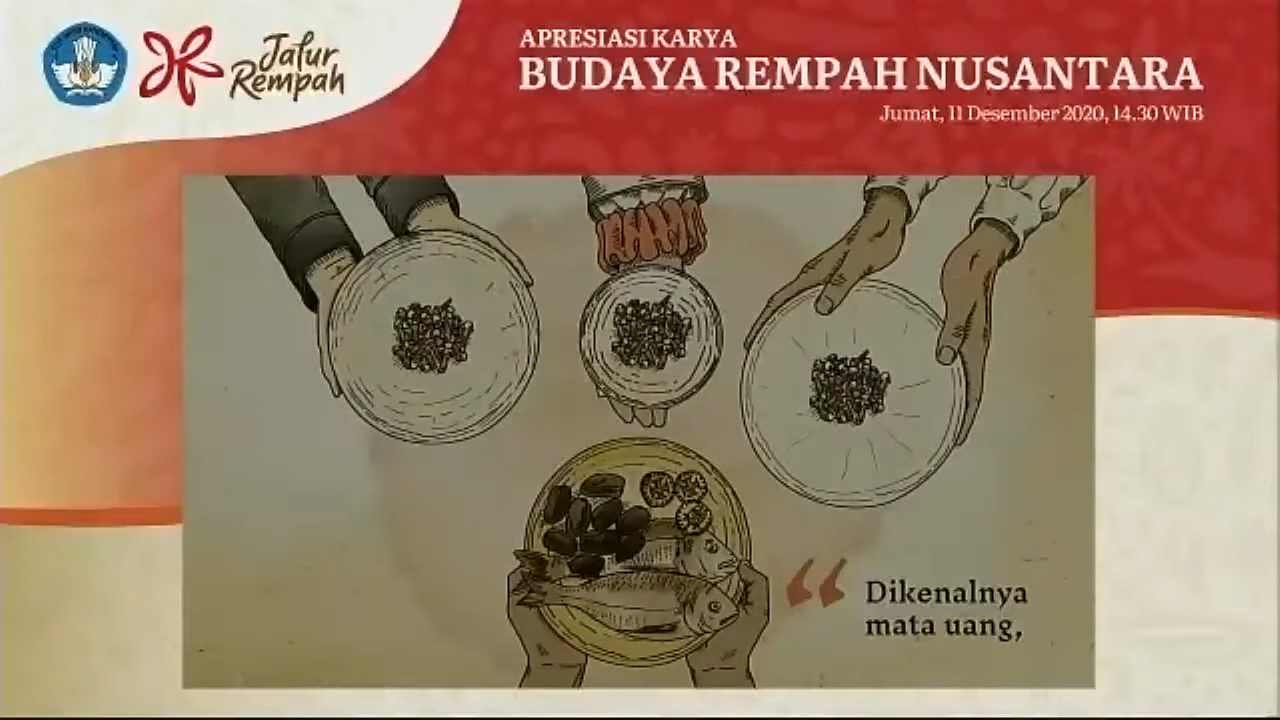 Jalur
Rempah
APRESIASI KARYA
BUDAYA REMPAH NUSANTARA
Jumat, 11 Desember 2020, 14.30 WIB
“ Dikenalnya
mata uang,